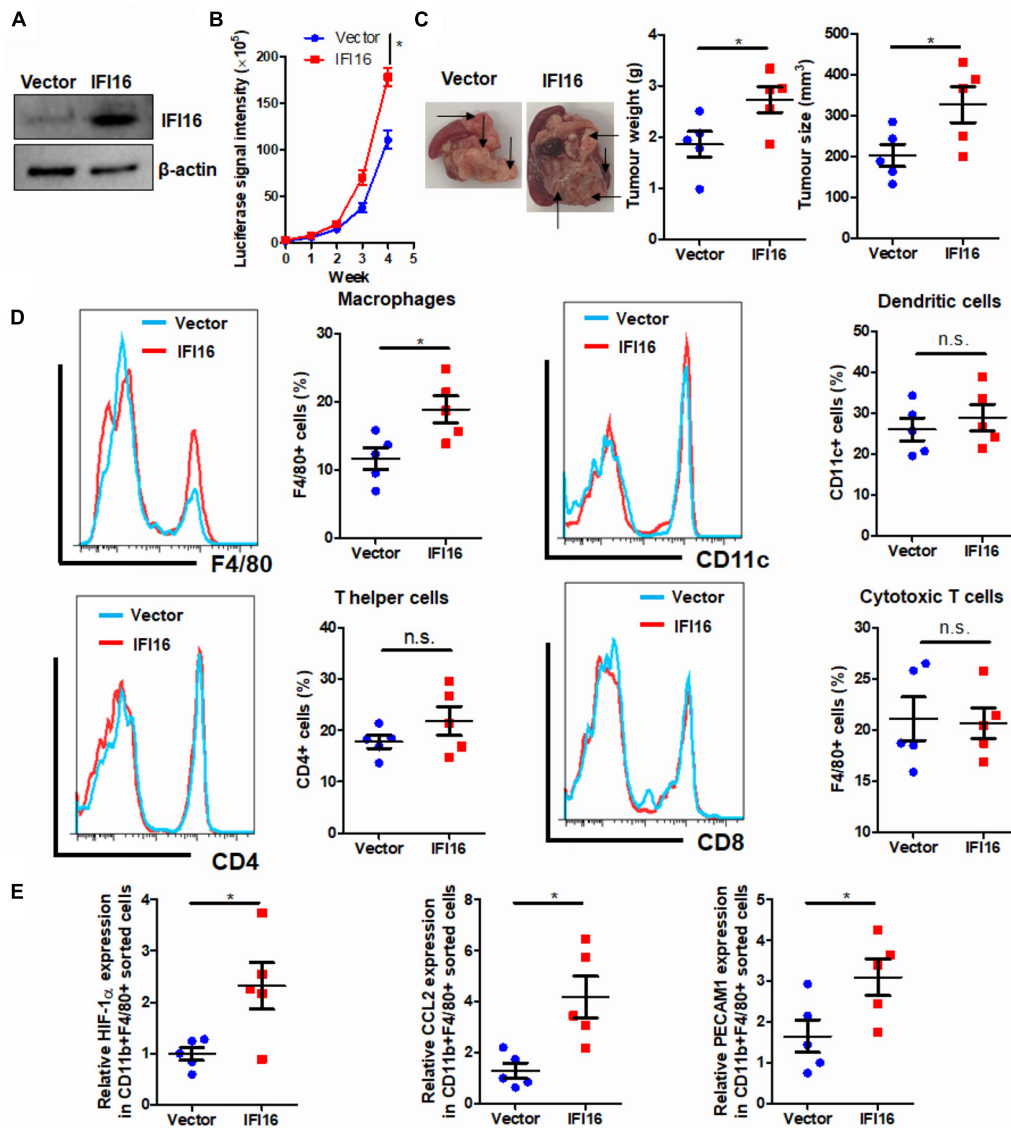 A
Vector IFI16
IFI16
β-actin
B
Vector
IFI16
*
Luciferase signal intensity (× 10⁵)
200
150
100
50
0
0 1 2 3 4 5
Week
C
Vector IFI16
Tumour weight (g)
4
3
2
1
0
*
Vector IFI16
Tumour size (mm³)
500
400
300
200
100
0
*
Vector IFI16
D
Vector
IFI16
F4/80
Macrophages
F4/80+ cells (%)
30
20
10
0
*
Vector IFI16
Vector
IFI16
CD11c
Dendritic cells
CD11c+ cells (%)
50
40
30
20
10
0
n.s.
Vector IFI16
Vector
IFI16
CD4
T helper cells
CD4+ cells (%)
40
30
20
10
0
n.s.
Vector IFI16
Vector
IFI16
CD8
Cytotoxic T cells
F4/80+ cells (%)
30
25
20
15
10
n.s.
Vector IFI16
E
Relative HIF-1α expression
in CD11b+F4/80+ sorted cells
4
3
2
1
0
*
Vector IFI16
Relative CCL2 expression
in CD11b+F4/80+ sorted cells
8
6
4
2
0
*
Vector IFI16
Relative PECAM1 expression
in CD11b+F4/80+ sorted cells
5
4
3
2
1
0
*
Vector IFI16